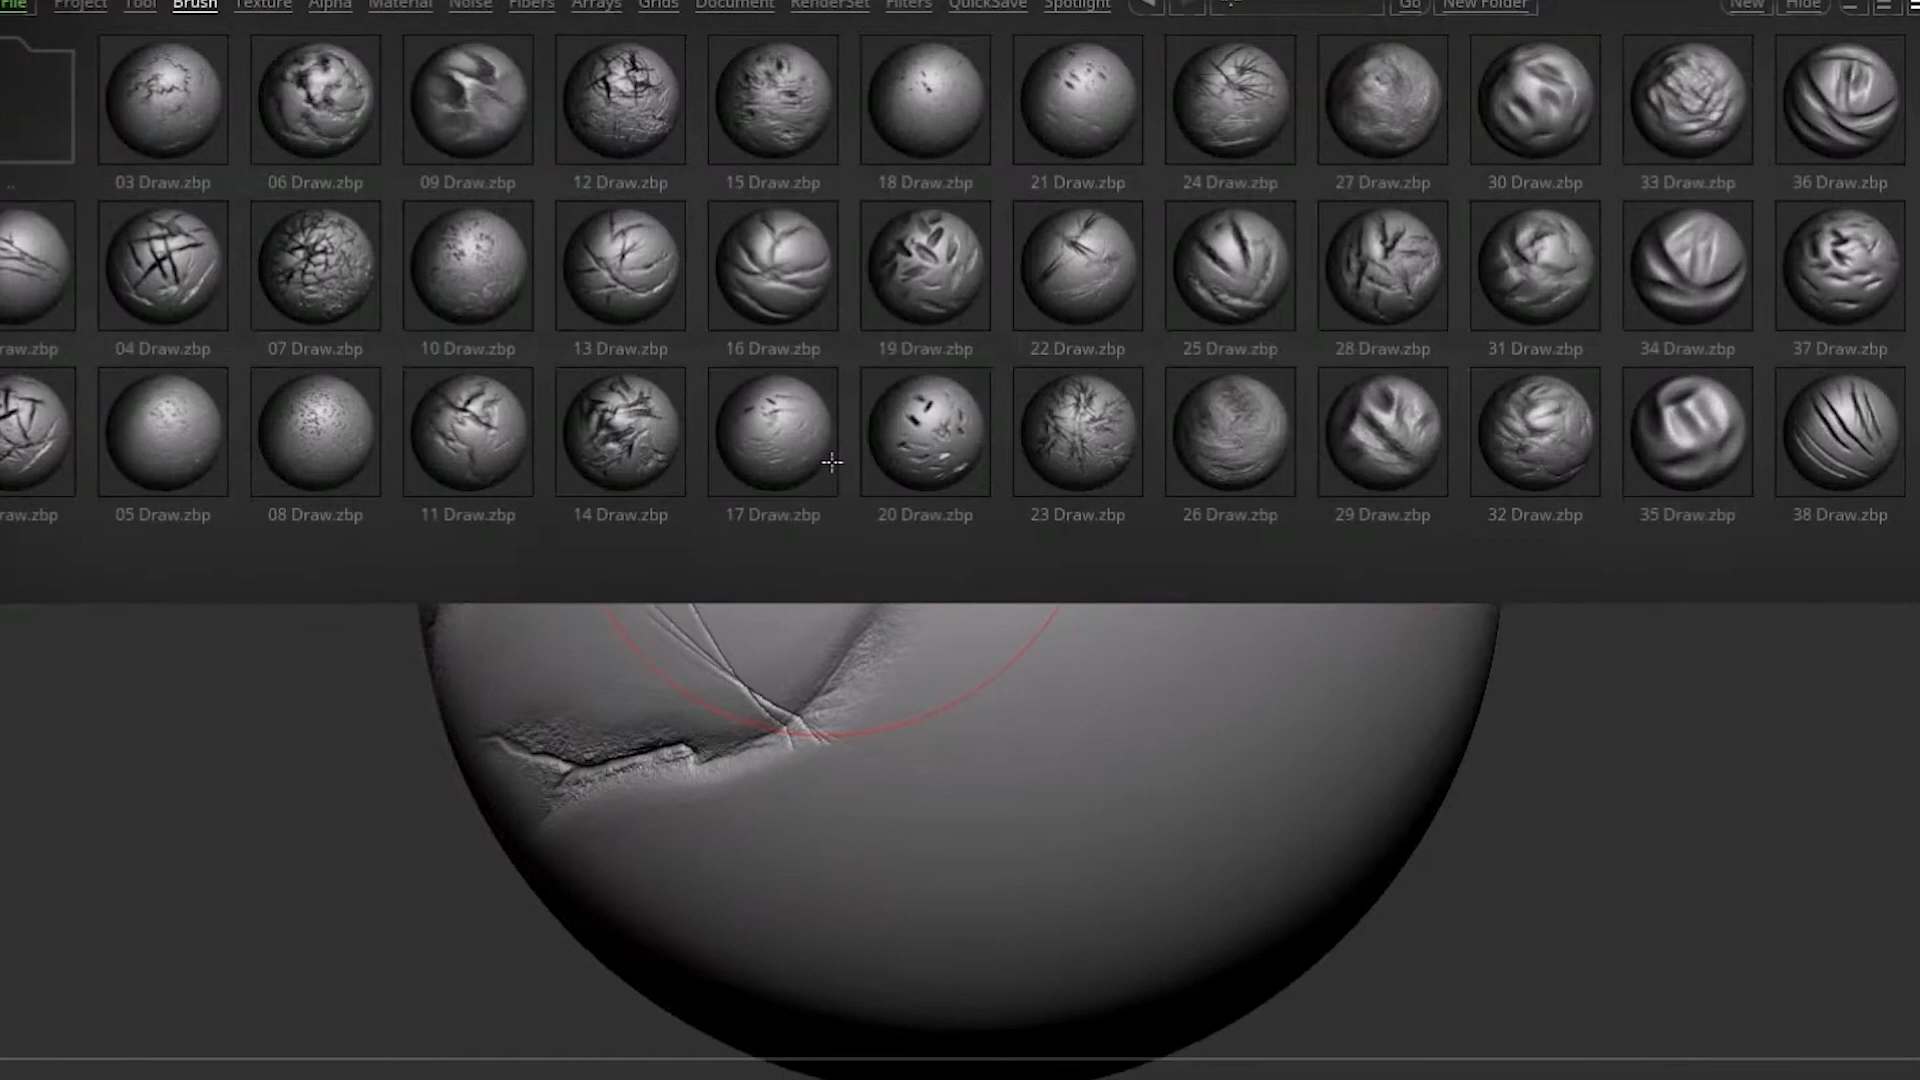 File Project Tool Brush Texture Alpha Material Noise Fibers Arrays Grids Document RenderSet Filters QuickSave Spotlight Go New Folder New Hide
.. 03 Draw.zbp 06 Draw.zbp 09 Draw.zbp 12 Draw.zbp 15 Draw.zbp 18 Draw.zbp 21 Draw.zbp 24 Draw.zbp 27 Draw.zbp 30 Draw.zbp 33 Draw.zbp 36 Draw.zbp
raw.zbp 04 Draw.zbp 07 Draw.zbp 10 Draw.zbp 13 Draw.zbp 16 Draw.zbp 19 Draw.zbp 22 Draw.zbp 25 Draw.zbp 28 Draw.zbp 31 Draw.zbp 34 Draw.zbp 37 Draw.zbp
raw.zbp 05 Draw.zbp 08 Draw.zbp 11 Draw.zbp 14 Draw.zbp 17 Draw.zbp 20 Draw.zbp 23 Draw.zbp 26 Draw.zbp 29 Draw.zbp 32 Draw.zbp 35 Draw.zbp 38 Draw.zbp